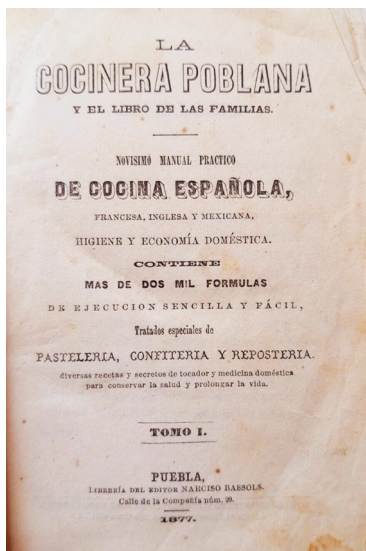 LA
COCINERA POBLANA
Y EL LIBRO DE LAS FAMILIAS.
NOVISIMO MANUAL PRACTICO
DE COCINA ESPAÑOLA,
FRANCESA, INGLESA Y MEXICANA,
HIGIENE Y ECONOMÍA DOMÉSTICA.
CONTIENE
MAS DE DOS MIL FORMULAS
DE EJECUCION SENCILLA Y FÁCIL,
Tratados especiales de
PASTELERIA, CONFITERIA Y REPOSTERIA.
diversas recetas y secretos de tocador y medicina doméstica
para conservar la salud y prolongar la vida.
TOMO I.
PUEBLA,
LIBRERÍA DEL EDITOR NARCISO BASSOLS.
Calle de la Compañía núm. 29.
1877.